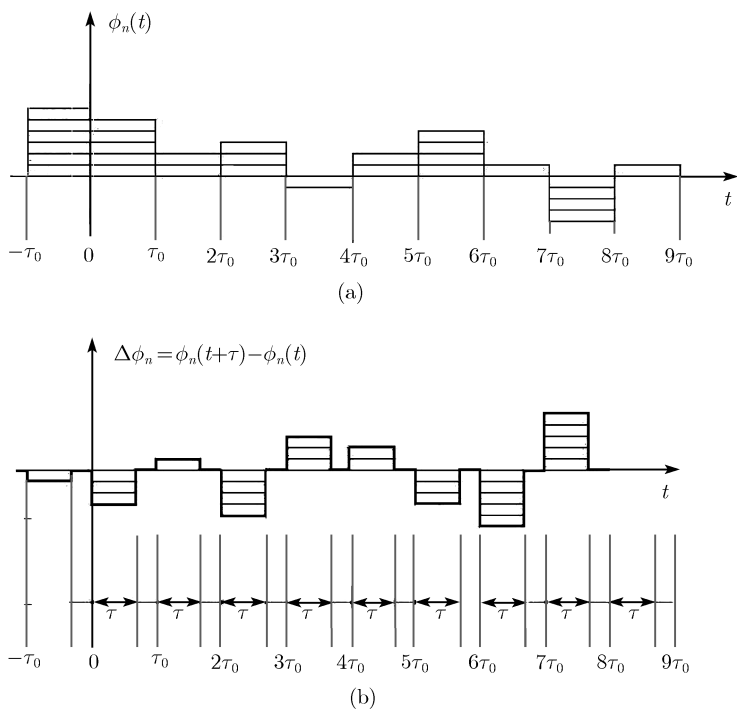 ϕₙ(t)
t
−τ₀ 0 τ₀ 2τ₀ 3τ₀ 4τ₀ 5τ₀ 6τ₀ 7τ₀ 8τ₀ 9τ₀
(a)
Δϕₙ=ϕₙ(t+τ)−ϕₙ(t)
t
τ τ τ τ τ τ τ τ τ
−τ₀ 0 τ₀ 2τ₀ 3τ₀ 4τ₀ 5τ₀ 6τ₀ 7τ₀ 8τ₀ 9τ₀
(b)